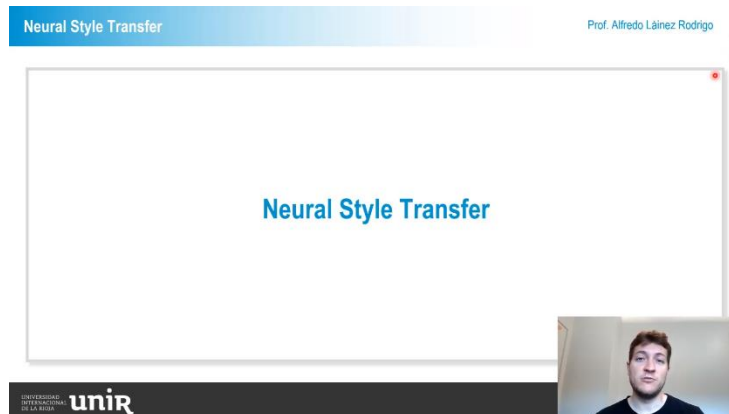 Neural Style Transfer
Prof. Alfredo Láinez Rodrigo
Neural Style Transfer
UNIVERSIDAD
INTERNACIONAL
DE LA RIOJA
unir